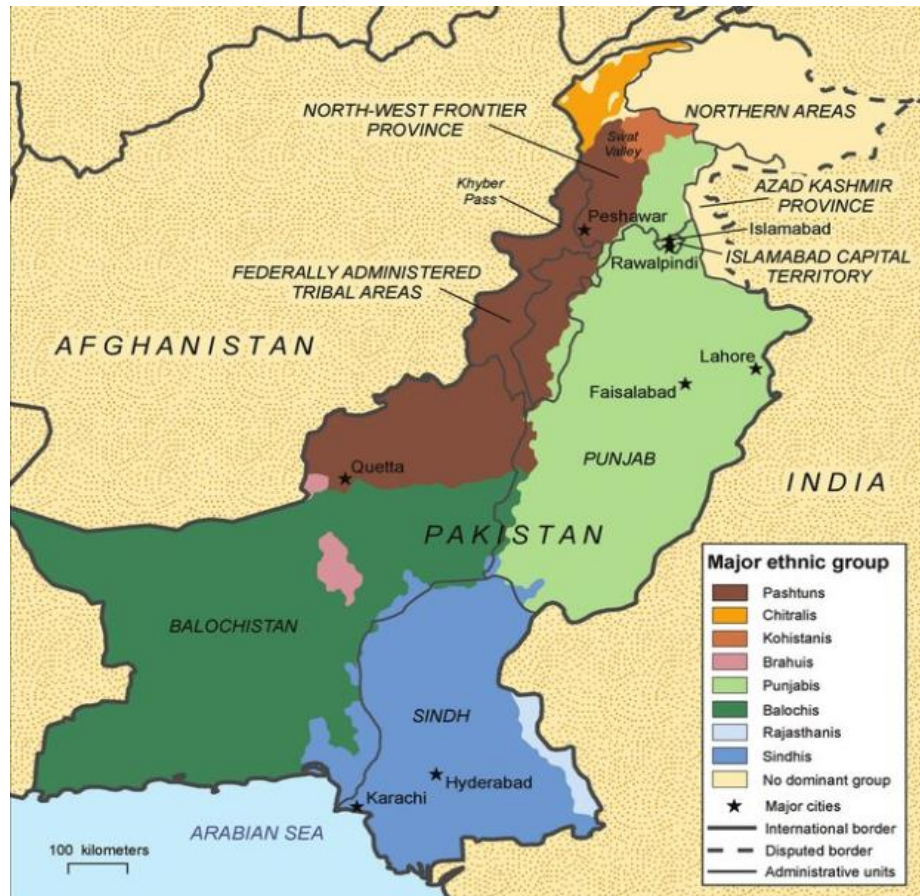 NORTH-WEST FRONTIER
PROVINCE
NORTHERN AREAS
Swat
Valley
Khyber
Pass
AZAD KASHMIR
PROVINCE
Peshawar
Islamabad
ISLAMABAD CAPITAL
TERRITORY
Rawalpindi
FEDERALLY ADMINISTERED
TRIBAL AREAS
AFGHANISTAN
Lahore
Faisalabad
PUNJAB
Quetta
INDIA
PAKISTAN
BALOCHISTAN
SINDH
Hyderabad
Karachi
ARABIAN SEA
100 kilometers
Major ethnic group
Pashtuns
Chitralis
Kohistanis
Brahuis
Punjabis
Balochis
Rajasthanis
Sindhis
No dominant group
Major cities
International border
Disputed border
Administrative units